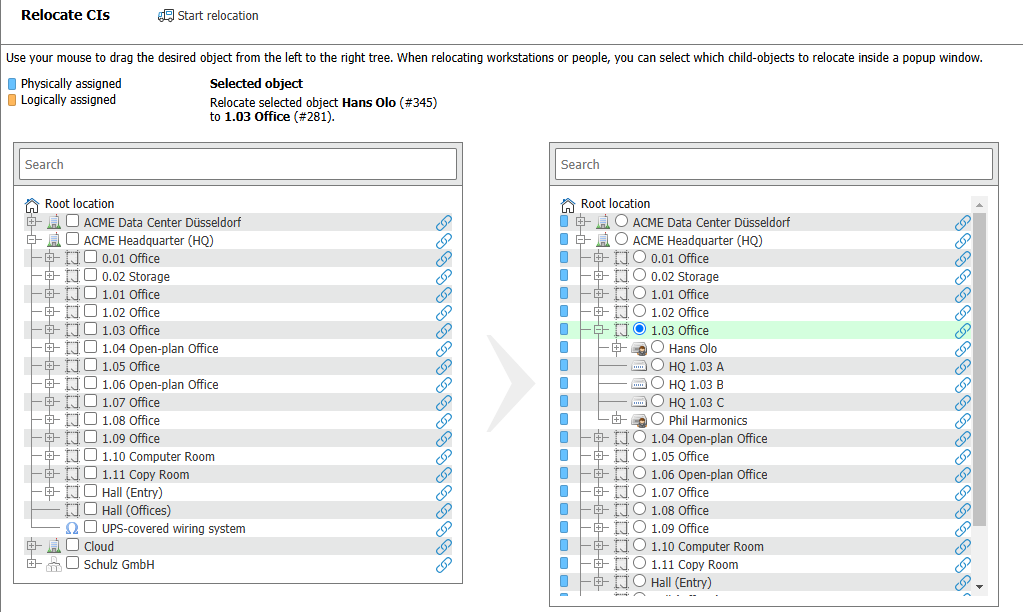 Relocate CIs
Start relocation
Use your mouse to drag the desired object from the left to the right tree. When relocating workstations or people, you can select which child-objects to relocate inside a popup window.
Physically assigned
Logically assigned
Selected object
Relocate selected object Hans Olo (#345)
to 1.03 Office (#281).
Search
Root location
ACME Data Center Düsseldorf
ACME Headquarter (HQ)
0.01 Office
0.02 Storage
1.01 Office
1.02 Office
1.03 Office
1.04 Open-plan Office
1.05 Office
1.06 Open-plan Office
1.07 Office
1.08 Office
1.09 Office
1.10 Computer Room
1.11 Copy Room
Hall (Entry)
Hall (Offices)
UPS-covered wiring system
Cloud
Schulz GmbH
Search
Root location
ACME Data Center Düsseldorf
ACME Headquarter (HQ)
0.01 Office
0.02 Storage
1.01 Office
1.02 Office
1.03 Office
Hans Olo
HQ 1.03 A
HQ 1.03 B
HQ 1.03 C
Phil Harmonics
1.04 Open-plan Office
1.05 Office
1.06 Open-plan Office
1.07 Office
1.08 Office
1.09 Office
1.10 Computer Room
1.11 Copy Room
Hall (Entry)